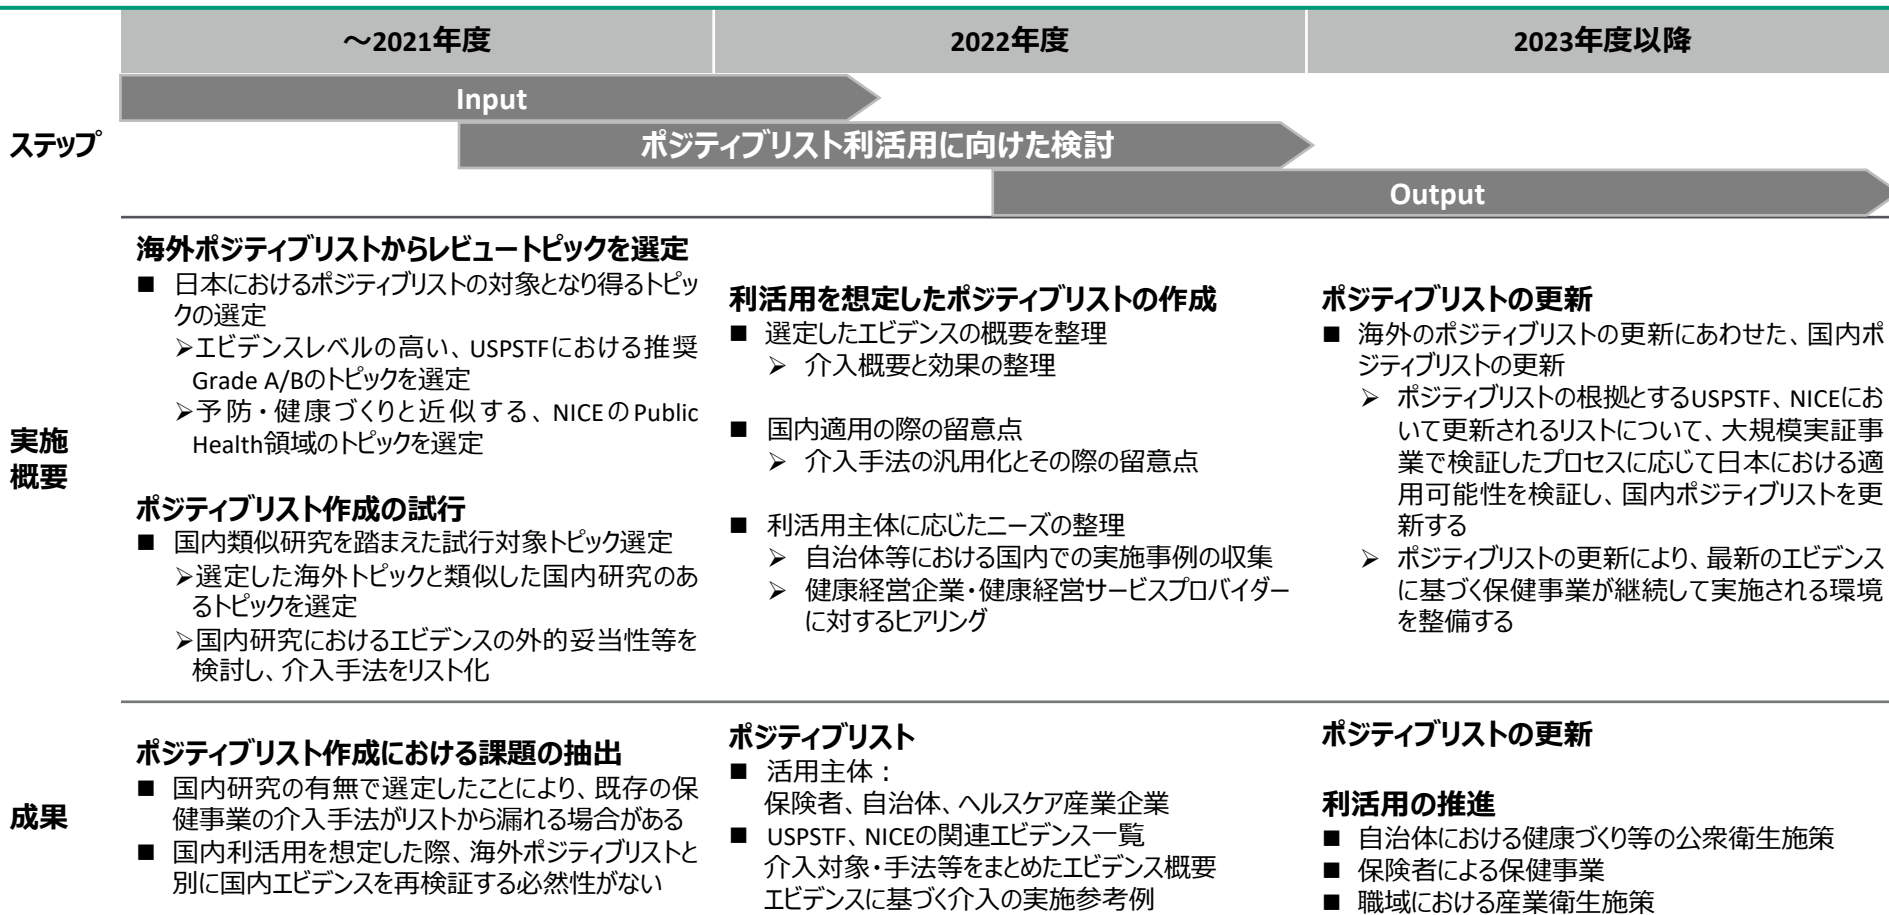 ～2021年度
2022年度
2023年度以降
ステップ
Input
ポジティブリスト利活用に向けた検討
Output
実施
概要
海外ポジティブリストからレビュートピックを選定
■ 日本におけるポジティブリストの対象となり得るトピッ
クの選定
➢エビデンスレベルの高い、USPSTFにおける推奨
Grade A/Bのトピックを選定
➢予防・健康づくりと近似する、NICEのPublic
Health領域のトピックを選定
ポジティブリスト作成の試行
■ 国内類似研究を踏まえた試行対象トピック選定
➢選定した海外トピックと類似した国内研究のあ
るトピックを選定
➢国内研究におけるエビデンスの外的妥当性等を
検討し、介入手法をリスト化
利活用を想定したポジティブリストの作成
■ 選定したエビデンスの概要を整理
➢ 介入概要と効果の整理
■ 国内適用の際の留意点
➢ 介入手法の汎用化とその際の留意点
■ 利活用主体に応じたニーズの整理
➢ 自治体等における国内での実施事例の収集
➢ 健康経営企業・健康経営サービスプロバイダー
に対するヒアリング
ポジティブリストの更新
■ 海外のポジティブリストの更新にあわせた、国内ポ
ジティブリストの更新
➢ ポジティブリストの根拠とするUSPSTF、NICEにお
いて更新されるリストについて、大規模実証事
業で検証したプロセスに応じて日本における適
用可能性を検証し、国内ポジティブリストを更
新する
➢ ポジティブリストの更新により、最新のエビデンス
に基づく保健事業が継続して実施される環境
を整備する
成果
ポジティブリスト作成における課題の抽出
■ 国内研究の有無で選定したことにより、既存の保
健事業の介入手法がリストから漏れる場合がある
■ 国内利活用を想定した際、海外ポジティブリストと
別に国内エビデンスを再検証する必然性がない
ポジティブリスト
■ 活用主体：
保険者、自治体、ヘルスケア産業企業
■ USPSTF、NICEの関連エビデンス一覧
介入対象・手法等をまとめたエビデンス概要
エビデンスに基づく介入の実施参考例
ポジティブリストの更新
利活用の推進
■ 自治体における健康づくり等の公衆衛生施策
■ 保険者による保健事業
■ 職域における産業衛生施策